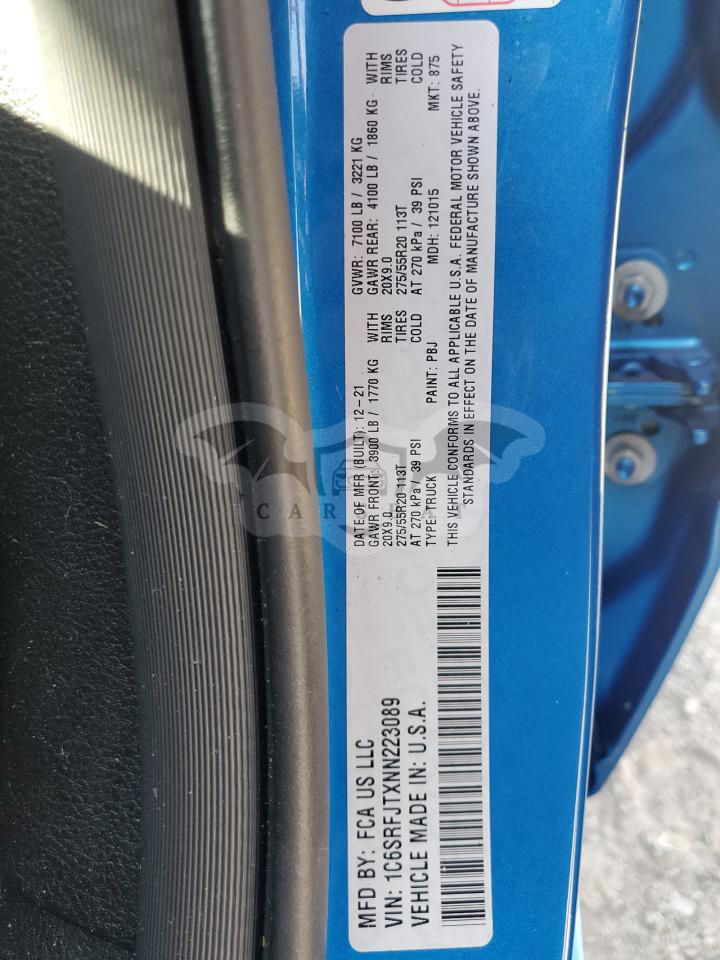 MFD BY: FCA US LLC
VIN: 1C6SRFJTXNN223089
VEHICLE MADE IN: U.S.A.
DATE OF MFR (BUILT): 12-21
GAWR FRONT: 3900 LB / 1770 KG WITH
20X9.0 RIMS
275/55R20 113T TIRES
AT 270 kPa / 39 PSI COLD
TYPE: TRUCK PAINT: PBJ
GVWR: 7100 LB / 3221 KG
GAWR REAR: 4100 LB / 1860 KG WITH
20X9.0 RIMS
275/55R20 113T TIRES
AT 270 kPa / 39 PSI COLD
MDH: 121015 MKT: 875
THIS VEHICLE CONFORMS TO ALL APPLICABLE U.S.A. FEDERAL MOTOR VEHICLE SAFETY
STANDARDS IN EFFECT ON THE DATE OF MANUFACTURE SHOWN ABOVE.